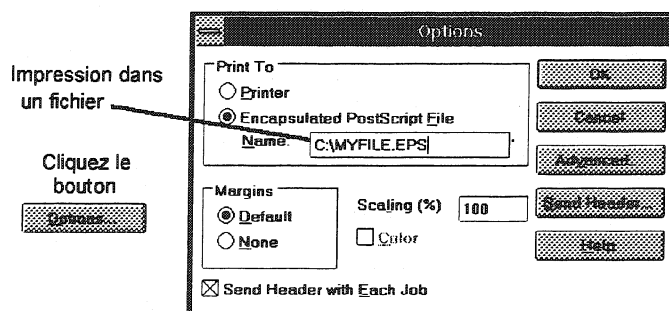 Options
Impression dans
un fichier
Cliquez le
bouton
Options...
Print To
Printer
Encapsulated PostScript File
Name: C:\MYFILE.EPS
Margins
Default
None
Scaling (%) 100
Color
Send Header with Each Job
OK
Cancel
Advanced...
Send Header...
Help